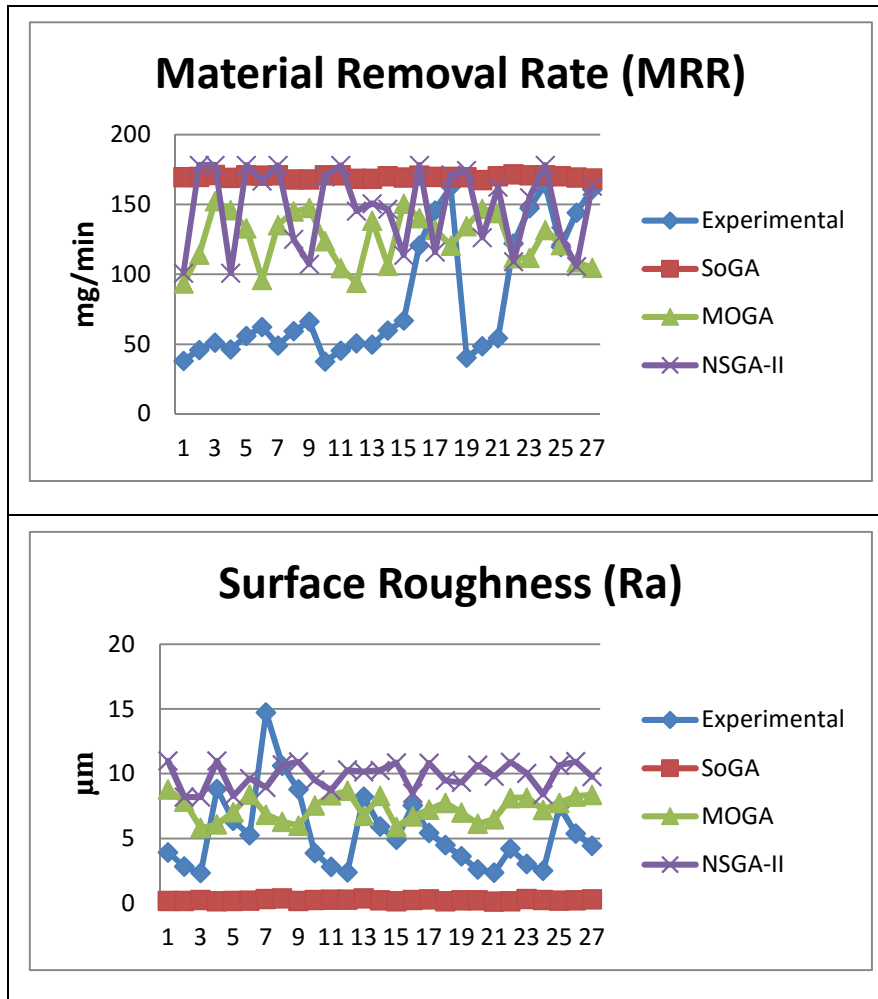 Material Removal Rate (MRR)
200
150
100
50
0
mg/min
1 3 5 7 9 11 13 15 17 19 21 23 25 27
Experimental
SoGA
MOGA
NSGA-II
Surface Roughness (Ra)
20
15
10
5
0
µm
1 3 5 7 9 11 13 15 17 19 21 23 25 27
Experimental
SoGA
MOGA
NSGA-II